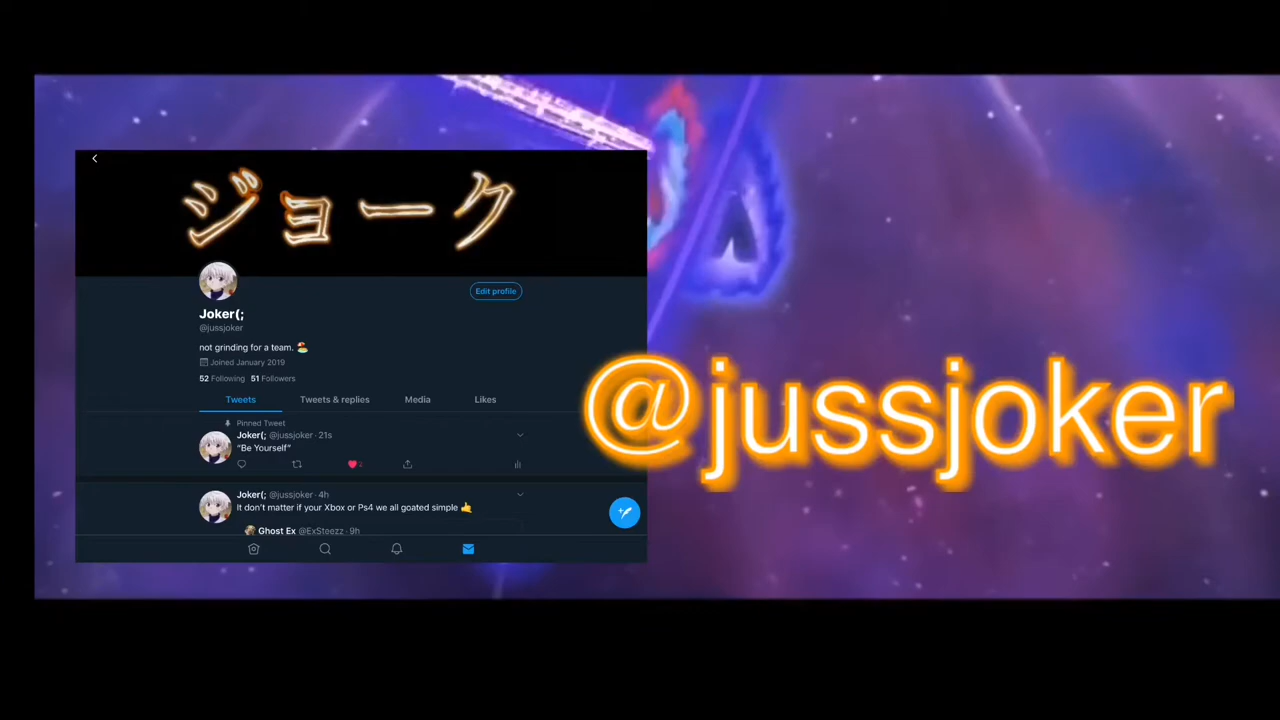 ジョーク
Edit profile
Joker(;
@jussjoker
not grinding for a team. 🏖️
Joined January 2019
52 Following 51 Followers
Tweets Tweets & replies Media Likes
Pinned Tweet
Joker(; @jussjoker · 21s
“Be Yourself”
2
Joker(; @jussjoker · 4h
It don’t matter if your Xbox or Ps4 we all goated simple 🤙
Ghost Ex @ExSteezz · 9h
@jussjoker